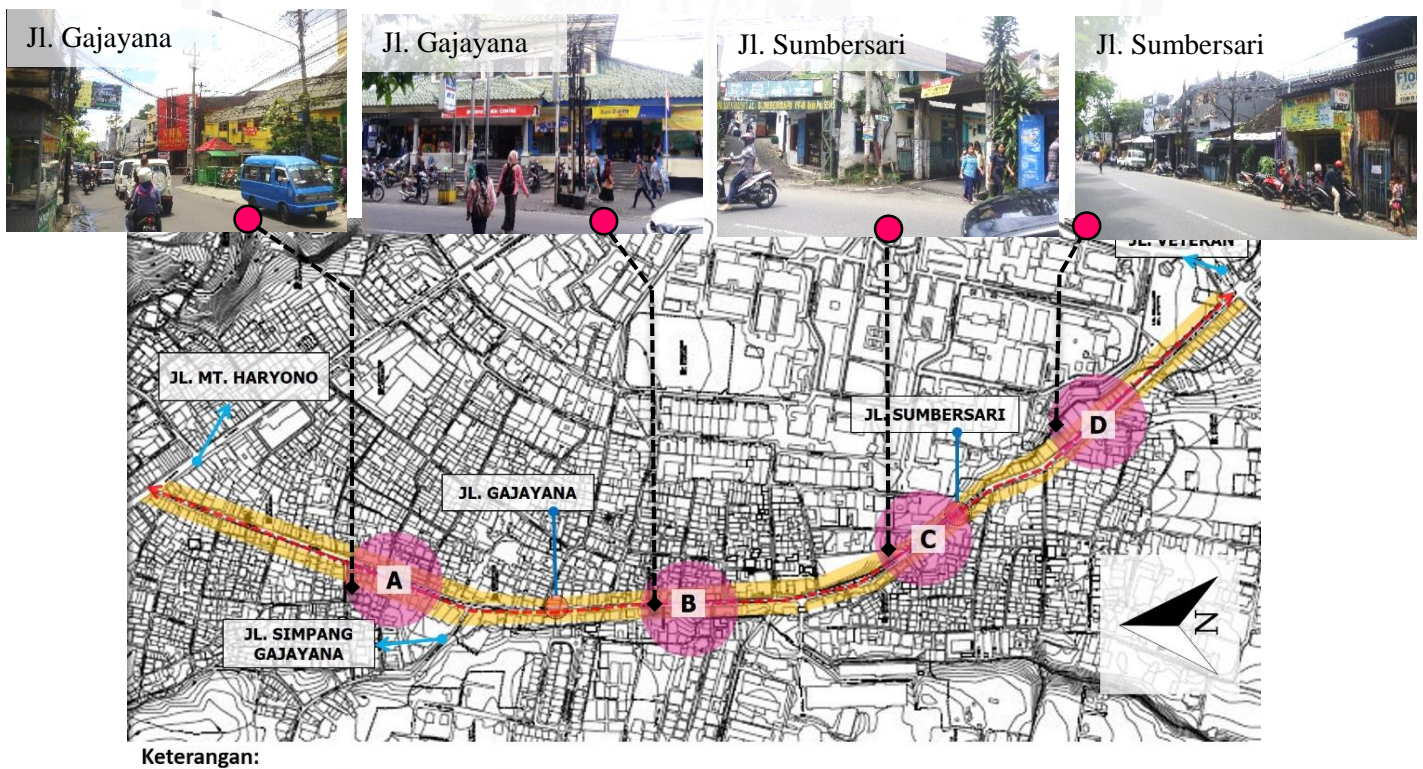 Jl. Gajayana
Jl. Gajayana
Jl. Sumbersari
Jl. Sumbersari
JL. VETERAN
JL. MT. HARYONO
JL. SUMBERSARI
D
JL. GAJAYANA
C
A
B
JL. SIMPANG
GAJAYANA
N
Keterangan: